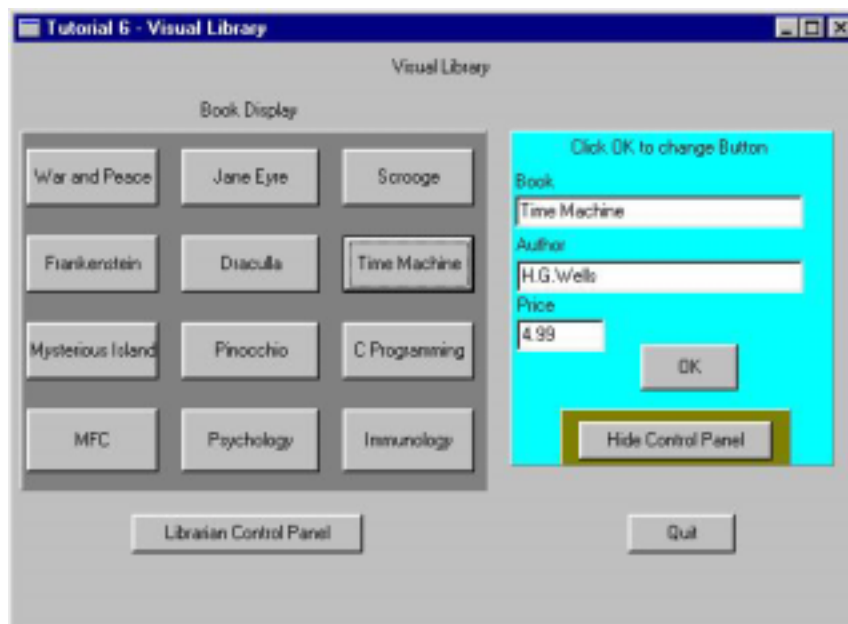 Tutorial 6 - Visual Library
Visual Library
Book Display
War and Peace
Jane Eyre
Scrooge
Frankenstein
Draculla
Time Machine
Mysterious Island
Pinocchio
C Programming
MFC
Psychology
Immunology
Librarian Control Panel
Click OK to change Button
Book
Time Machine
Author
H.G.Wells
Price
4.99
OK
Hide Control Panel
Quit